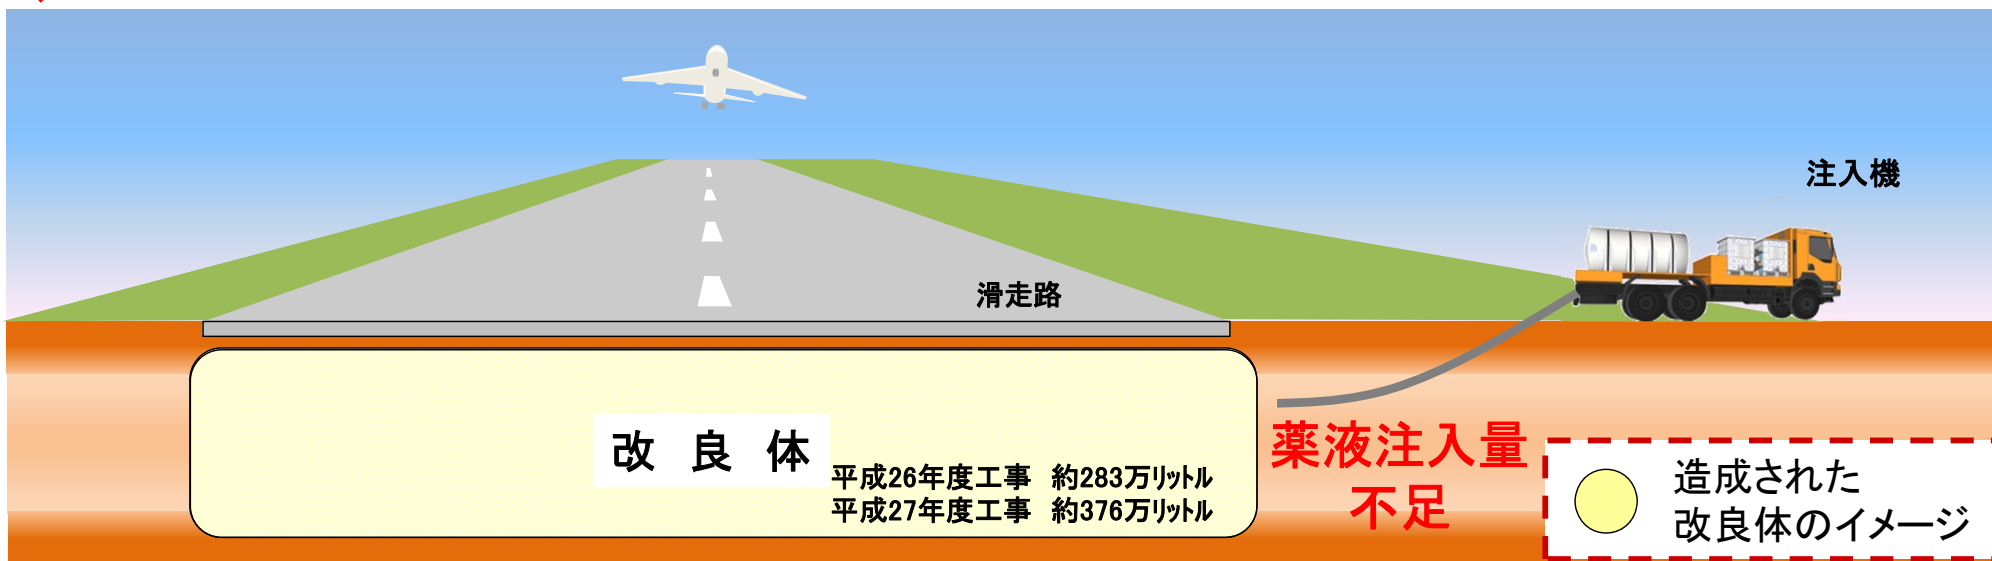 注入機
滑走路
改 良 体
平成26年度工事 約283万リットル
平成27年度工事 約376万リットル
薬液注入量
不足
造成された
改良体のイメージ